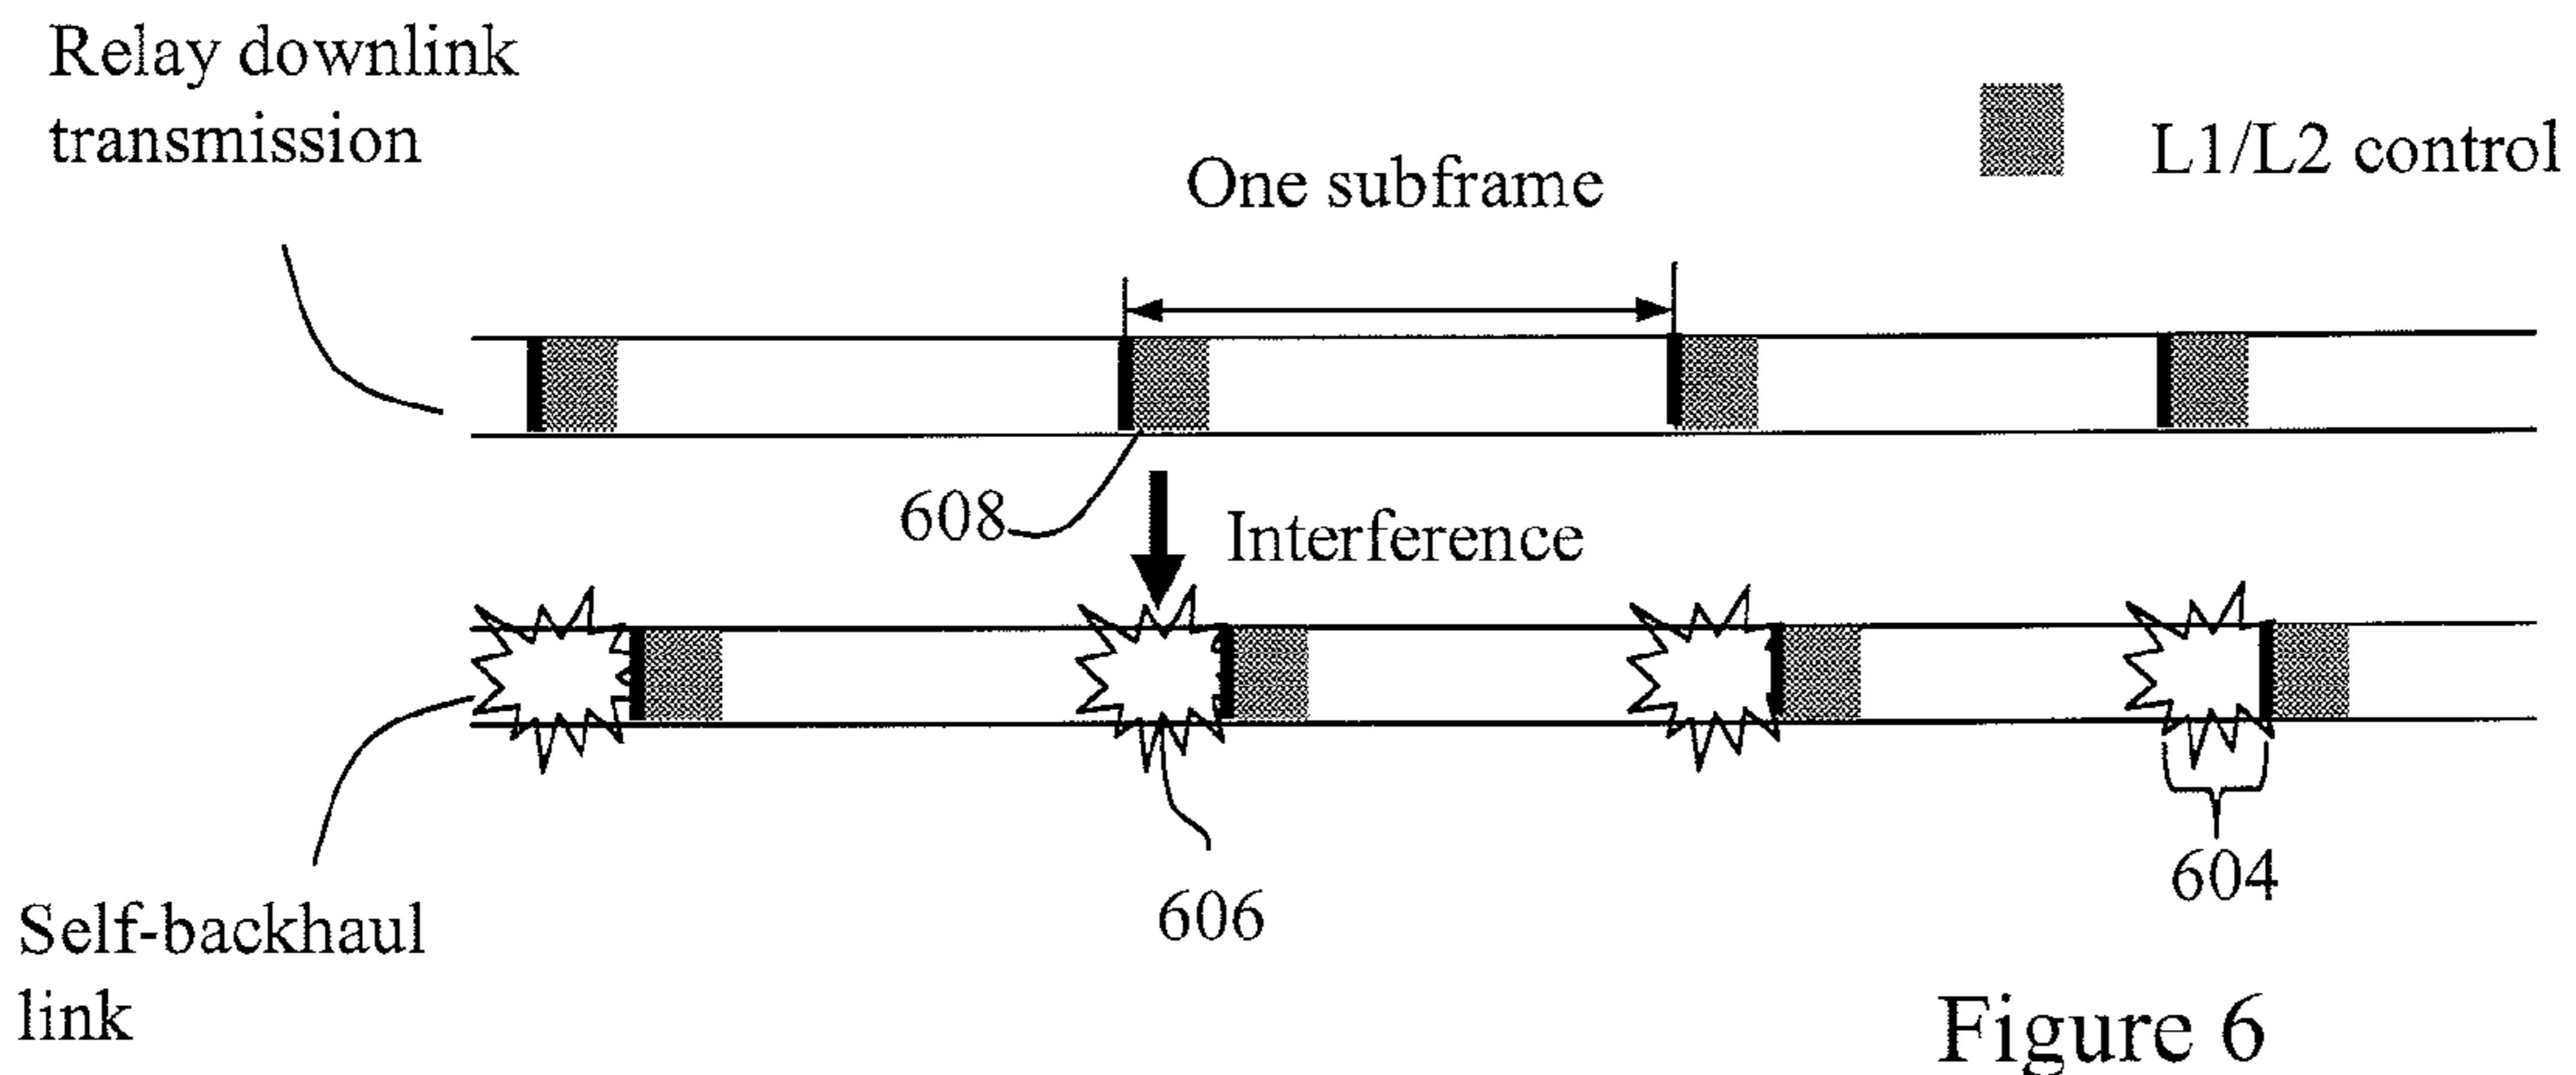 Relay downlink
transmission
L1/L2 control
One subframe
608
Interference
606
604
Self-backhaul
link
Figure 6